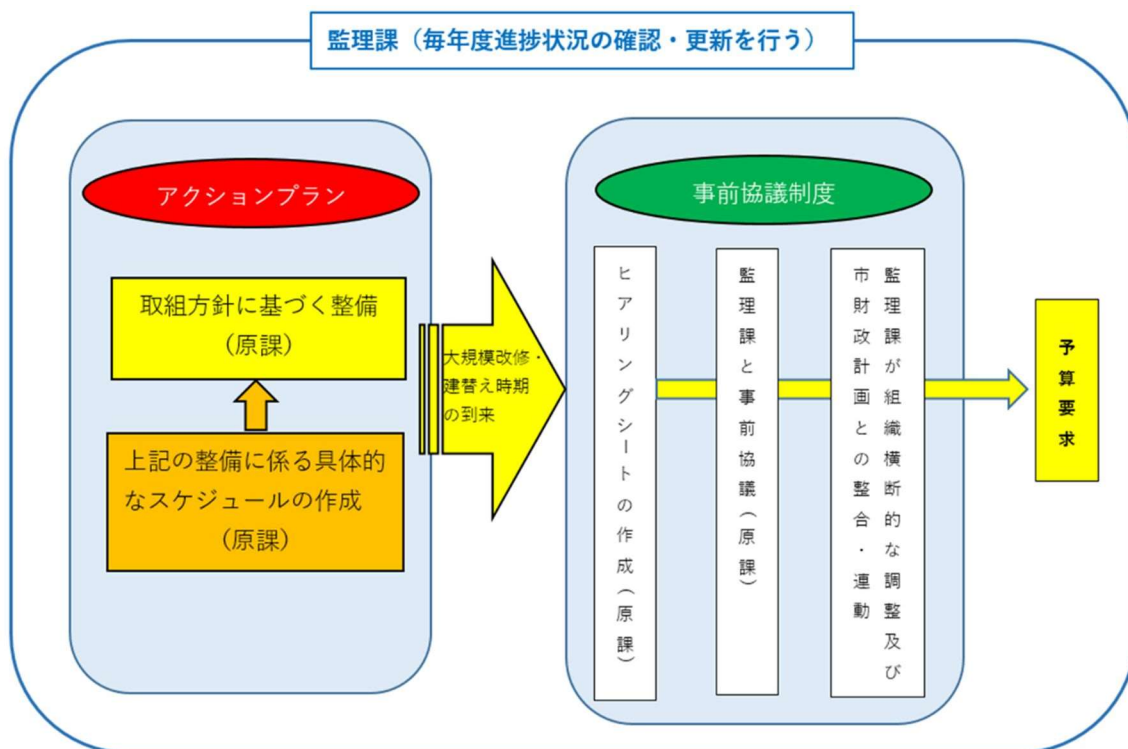 監理課（毎年度進捗状況の確認・更新を行う）
アクションプラン
取組方針に基づく整備
（原課）
上記の整備に係る具体的
なスケジュールの作成
（原課）
大規模改修・
建替え時期
の到来
事前協議制度
ヒアリングシートの作成（原課）
監理課と事前協議（原課）
監理課が組織横断的な調整及び
市財政計画との整合・連動
予算要求